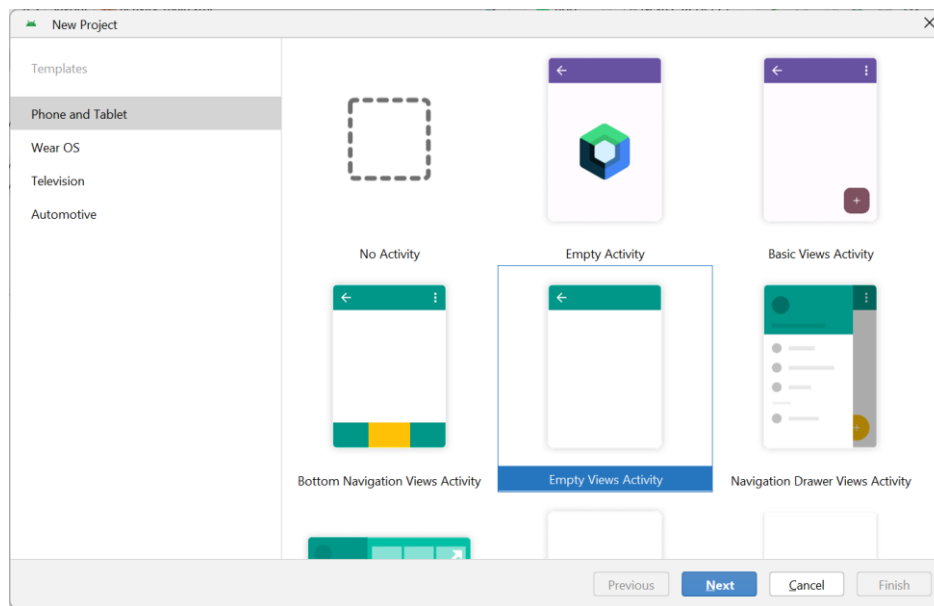 New Project
Templates
Phone and Tablet
Wear OS
Television
Automotive
No Activity
Empty Activity
Basic Views Activity
Bottom Navigation Views Activity
Empty Views Activity
Navigation Drawer Views Activity
Previous
Next
Cancel
Finish